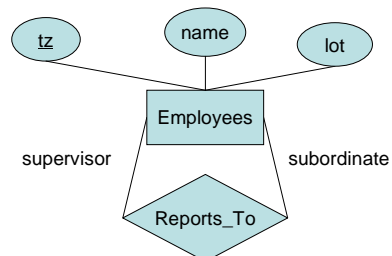 tz
name
lot
Employees
supervisor
subordinate
Reports_To